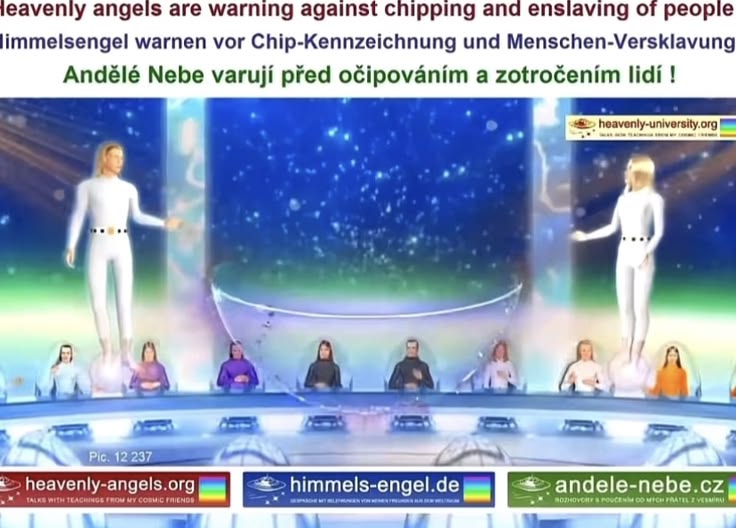 Heavenly angels are warning against chipping and enslaving of people
Himmelsengel warnen vor Chip-Kennzeichnung und Menschen-Versklavung
Andělé Nebe varují před očipováním a zotročením lidí !
heavenly-university.org
TALKS WITH TEACHINGS FROM MY COSMIC FRIENDS
Pic. 12 237
heavenly-angels.org
TALKS WITH TEACHINGS FROM MY COSMIC FRIENDS
himmels-engel.de
GESPRÄCHE MIT BELEHRUNGEN VON MEINEN FREUNDEN AUS DEM WELTRAUM
andele-nebe.cz
ROZHOVORY S POUČENÍM OD MÝCH PŘÁTEL Z VESMÍRU